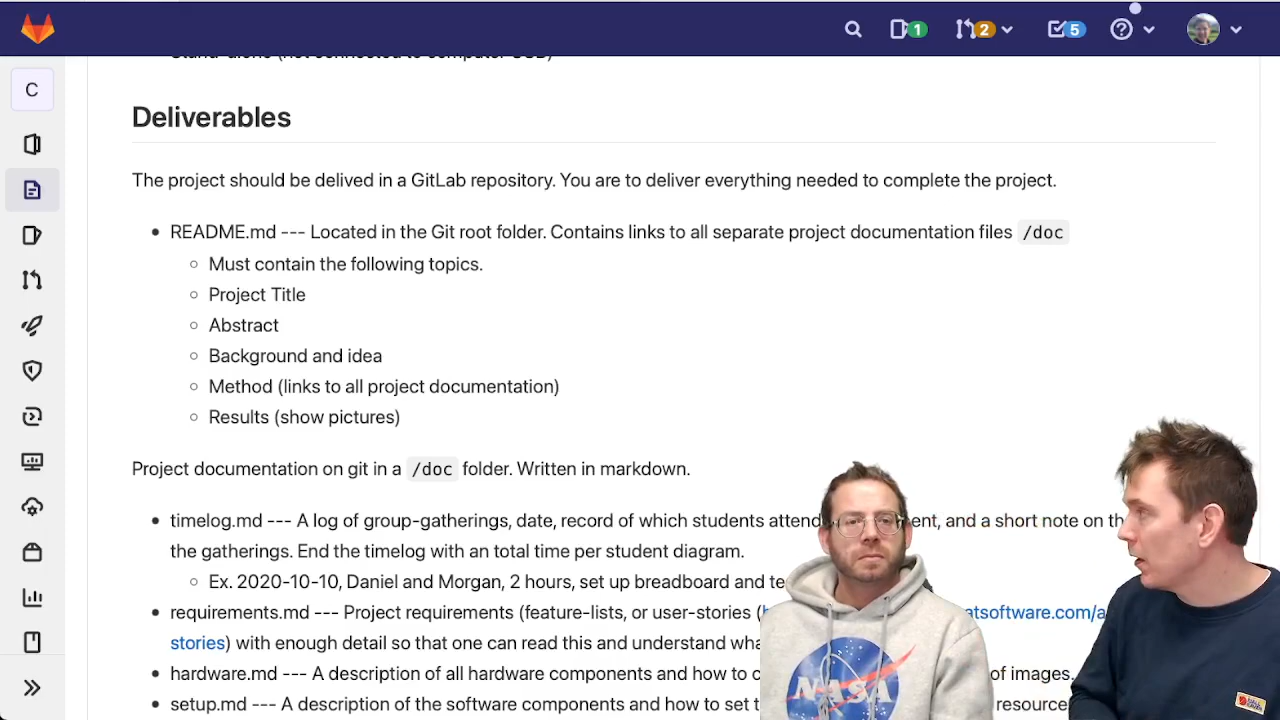 1
2
5
C
Stand-alone (not connected to computer USB)
Deliverables
The project should be delived in a GitLab repository. You are to deliver everything needed to complete the project.
README.md --- Located in the Git root folder. Contains links to all separate project documentation files /doc
Must contain the following topics.
Project Title
Abstract
Background and idea
Method (links to all project documentation)
Results (show pictures)
Project documentation on git in a /doc folder. Written in markdown.
timelog.md --- A log of group-gatherings, date, record of which students attend ent, and a short note on th
the gatherings. End the timelog with an total time per student diagram.
Ex. 2020-10-10, Daniel and Morgan, 2 hours, set up breadboard and te
requirements.md --- Project requirements (feature-lists, or user-stories ( atsoftware.com/a
stories) with enough detail so that one can read this and understand wha
hardware.md --- A description of all hardware components and how to c of images.
setup.md --- A description of the software components and how to set t resource
NASA